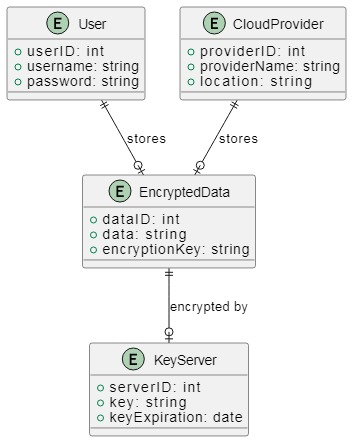 E User
userID: int
username: string
password: string
E CloudProvider
providerID: int
providerName: string
location: string
stores
stores
E EncryptedData
dataID: int
data: string
encryptionKey: string
encrypted by
E KeyServer
serverID: int
key: string
keyExpiration: date